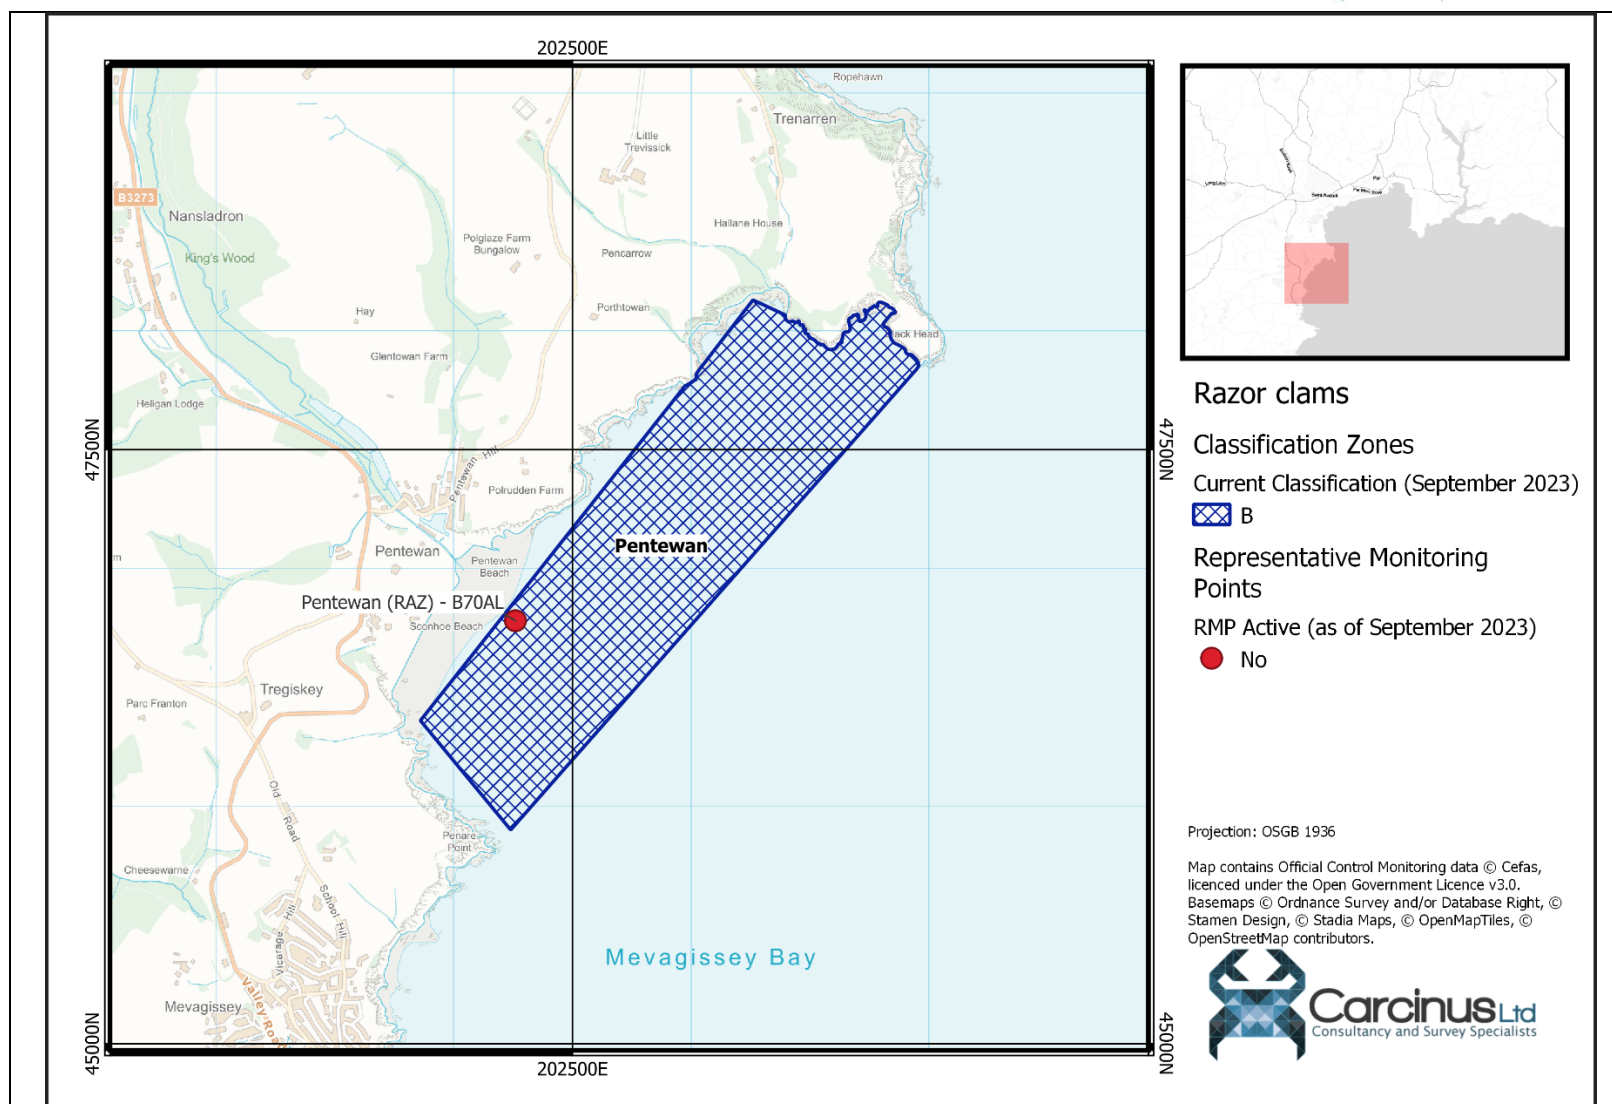 202500E
Ropehawn
Trenarren
Little
Trevissick
B3273
Nansladron
Hallane House
Polglaze Farm
Bungalow
Pencarrow
King's Wood
Porthtowan
Hay
lack Head
Glentowan Farm
Heligan Lodge
47500N
47500N
Pentewan Hill
Polrudden Farm
Pentewan
Pentewan
Pentewan
Beach
m
Pentewan (RAZ) - B70AL
Sconhoe Beach
Tregiskey
Parc Franton
Old Road
Penare
Point
Cheesewarne
School Hill
Vicarage Hill
Mevagissey Bay
Mevagissey
Valley Road
45000N
45000N
202500E
Par
Razor clams
Classification Zones
Current Classification (September 2023)
B
Representative Monitoring
Points
RMP Active (as of September 2023)
No
Projection: OSGB 1936
Map contains Official Control Monitoring data © Cefas,
licenced under the Open Government Licence v3.0.
Basemaps © Ordnance Survey and/or Database Right, ©
Stamen Design, © Stadia Maps, © OpenMapTiles, ©
OpenStreetMap contributors.
Carcinus Ltd
Consultancy and Survey Specialists